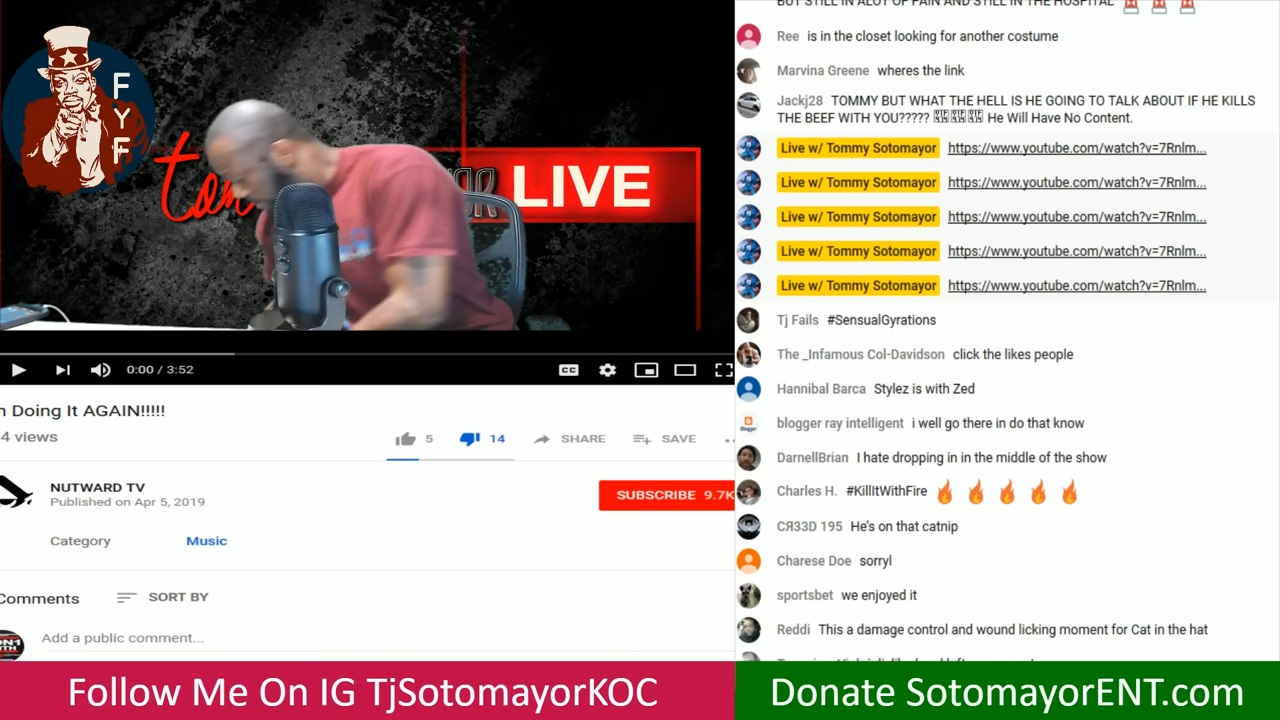 BUT STILL IN ALOT OF PAIN AND STILL IN THE HOSPITAL
FYF
Ree is in the closet looking for another costume
Marvina Greene wheres the link
Jackj28 TOMMY BUT WHAT THE HELL IS HE GOING TO TALK ABOUT IF HE KILLS
THE BEEF WITH YOU????? He Will Have No Content.
LIVE
Live w/ Tommy Sotomayor https://www.youtube.com/watch?v=7Rnlm...
Live w/ Tommy Sotomayor https://www.youtube.com/watch?v=7Rnlm...
Live w/ Tommy Sotomayor https://www.youtube.com/watch?v=7Rnlm...
Live w/ Tommy Sotomayor https://www.youtube.com/watch?v=7Rnlm...
Live w/ Tommy Sotomayor https://www.youtube.com/watch?v=7Rnlm...
Tj Fails #SensualGyrations
The _Infamous Col-Davidson click the likes people
Hannibal Barca Stylez is with Zed
blogger ray intelligent i well go there in do that know
DarnellBrian I hate dropping in in the middle of the show
Charles H. #KillItWithFire
CЯ33D 195 He's on that catnip
Charese Doe sorryl
sportsbet we enjoyed it
Reddi This a damage control and wound licking moment for Cat in the hat
0:00 / 3:52
Doing It AGAIN!!!!!
4 views
5 14 SHARE SAVE
NUTWARD TV
Published on Apr 5, 2019
SUBSCRIBE 9.7K
Category Music
Comments SORT BY
Add a public comment...
Follow Me On IG TjSotomayorKOC
Donate SotomayorENT.com